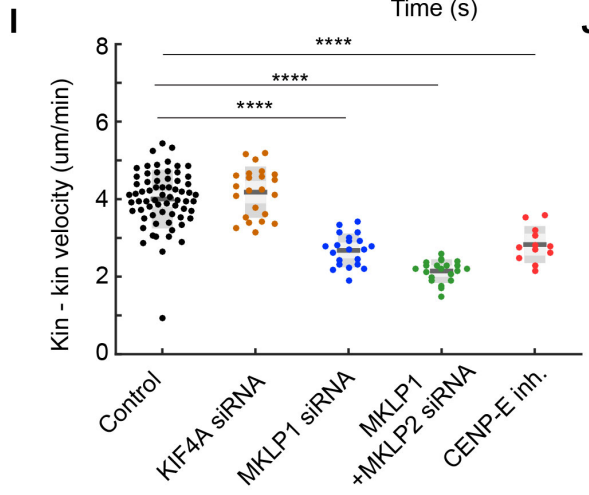 Time (s)
I
J
Kin - kin velocity (um/min)
8
6
4
2
0
****
****
****
Control
KIF4A siRNA
MKLP1 siRNA
MKLP1
+MKLP2 siRNA
CENP-E inh.